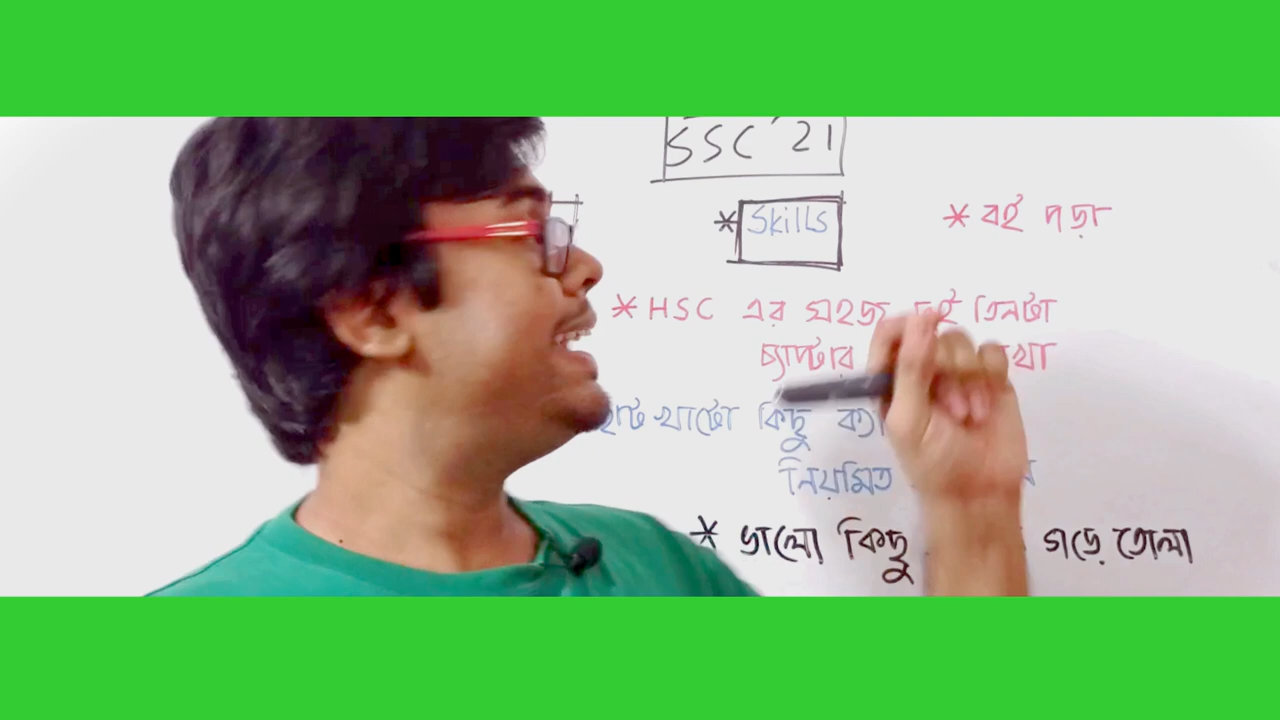 SSC '21
* Skills
* বই পড়া
* HSC এর সহজ দুই তিনটা
চ্যাপ্টার
খাটো কিছু
নিয়মিত
* ভালো কিছু গড়ে তোলা